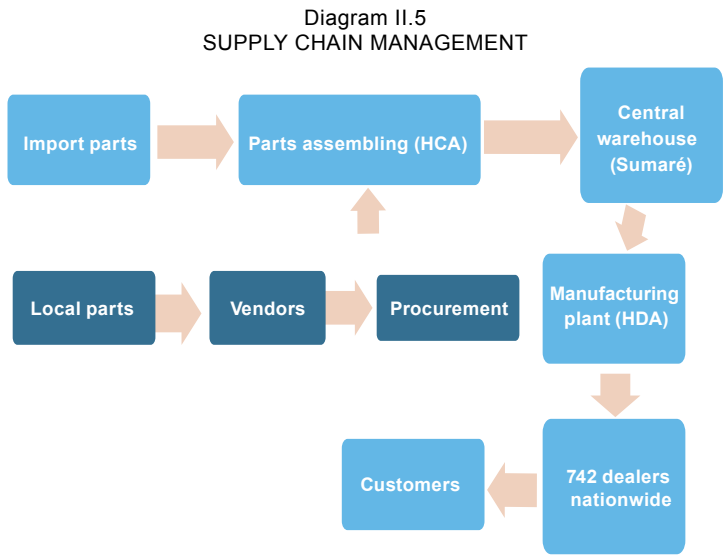 Diagram II.5
SUPPLY CHAIN MANAGEMENT
Import parts
Parts assembling (HCA)
Central
warehouse
(Sumaré)
Local parts
Vendors
Procurement
Manufacturing
plant (HDA)
Customers
742 dealers
nationwide